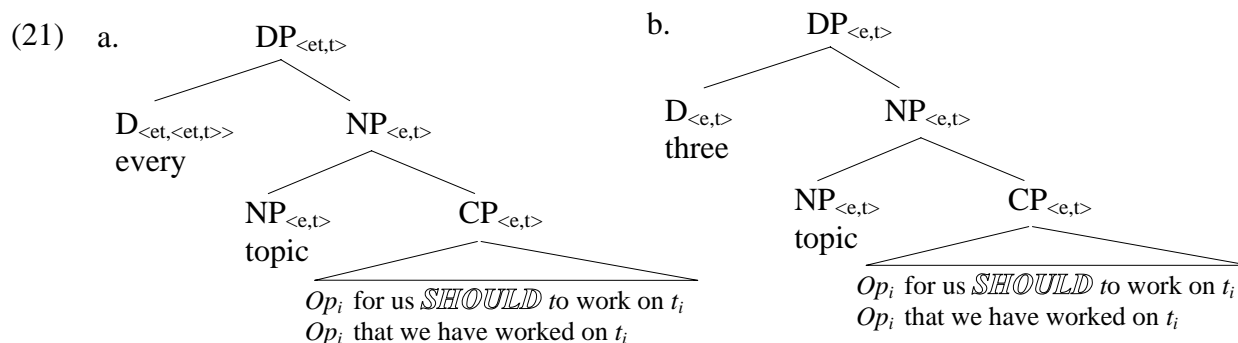 (21) a. DP<et,t> b. DP<e,t>
D<et,<et,t>> NP<e,t> D<e,t> NP<e,t>
every three
NP<e,t> CP<e,t> NP<e,t> CP<e,t>
topic topic
Opi for us SHOULD to work on ti Opi for us SHOULD to work on ti
Opi that we have worked on ti Opi that we have worked on ti